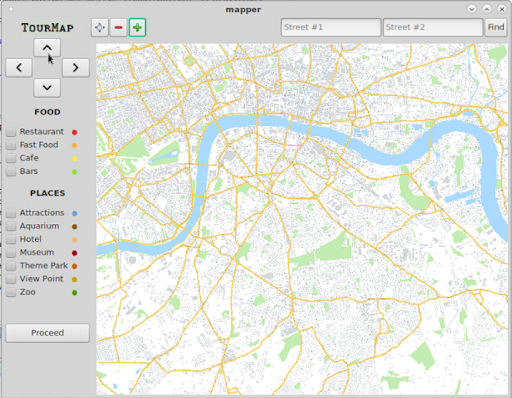 mapper
TourMap
Street #1
Street #2
Find
FOOD
Restaurant
Fast Food
Cafe
Bars
PLACES
Attractions
Aquarium
Hotel
Museum
Theme Park
View Point
Zoo
Proceed